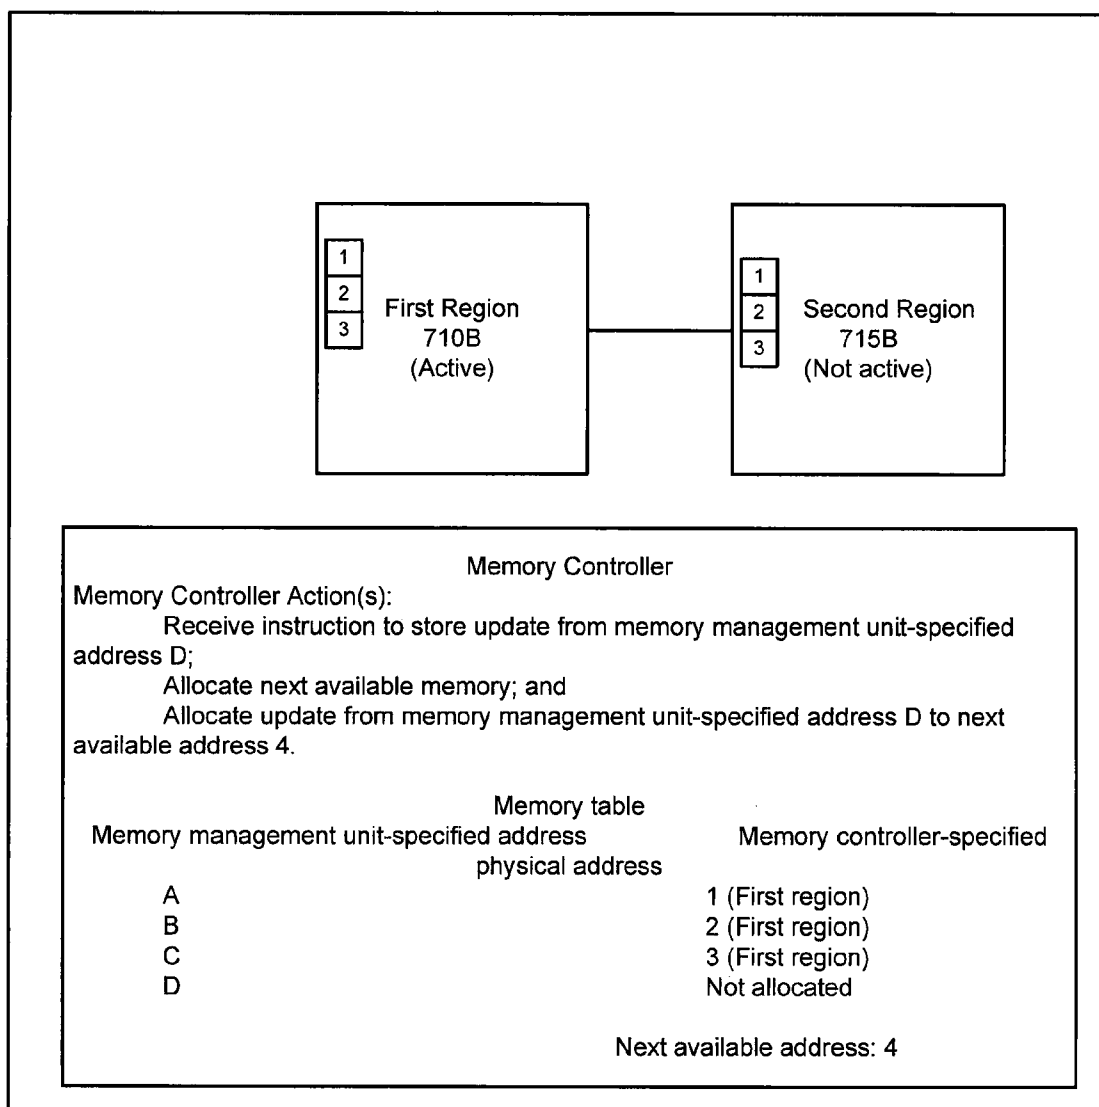 1
2
3
First Region
710B
(Active)
1
2
3
Second Region
715B
(Not active)
Memory Controller
Memory Controller Action(s):
Receive instruction to store update from memory management unit-specified
address D;
Allocate next available memory; and
Allocate update from memory management unit-specified address D to next
available address 4.
Memory table
Memory management unit-specified address Memory controller-specified
physical address
A 1 (First region)
B 2 (First region)
C 3 (First region)
D Not allocated
Next available address: 4